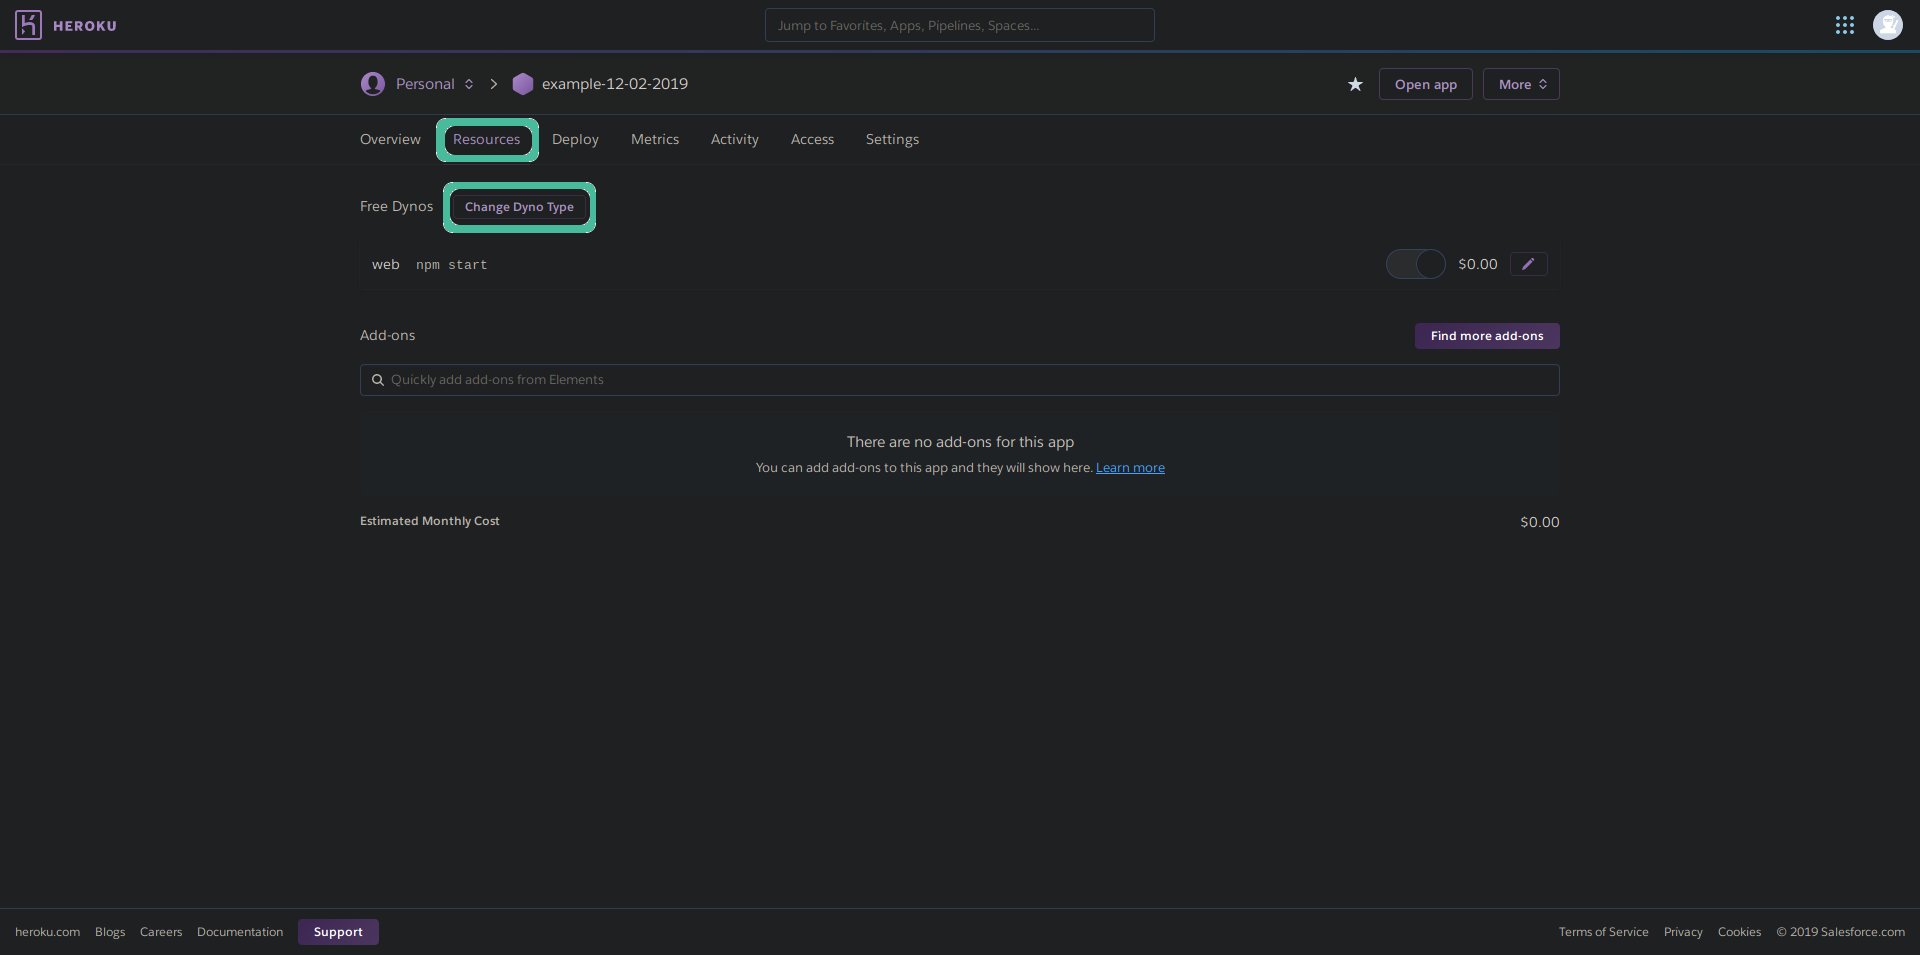 HEROKU
Jump to Favorites, Apps, Pipelines, Spaces...
Personal
example-12-02-2019
Open app
More
Overview
Resources
Deploy
Metrics
Activity
Access
Settings
Free Dynos
Change Dyno Type
web npm start
$0.00
Add-ons
Find more add-ons
Quickly add add-ons from Elements
There are no add-ons for this app
You can add add-ons to this app and they will show here. Learn more
Estimated Monthly Cost
$0.00
heroku.com
Blogs
Careers
Documentation
Support
Terms of Service
Privacy
Cookies
© 2019 Salesforce.com